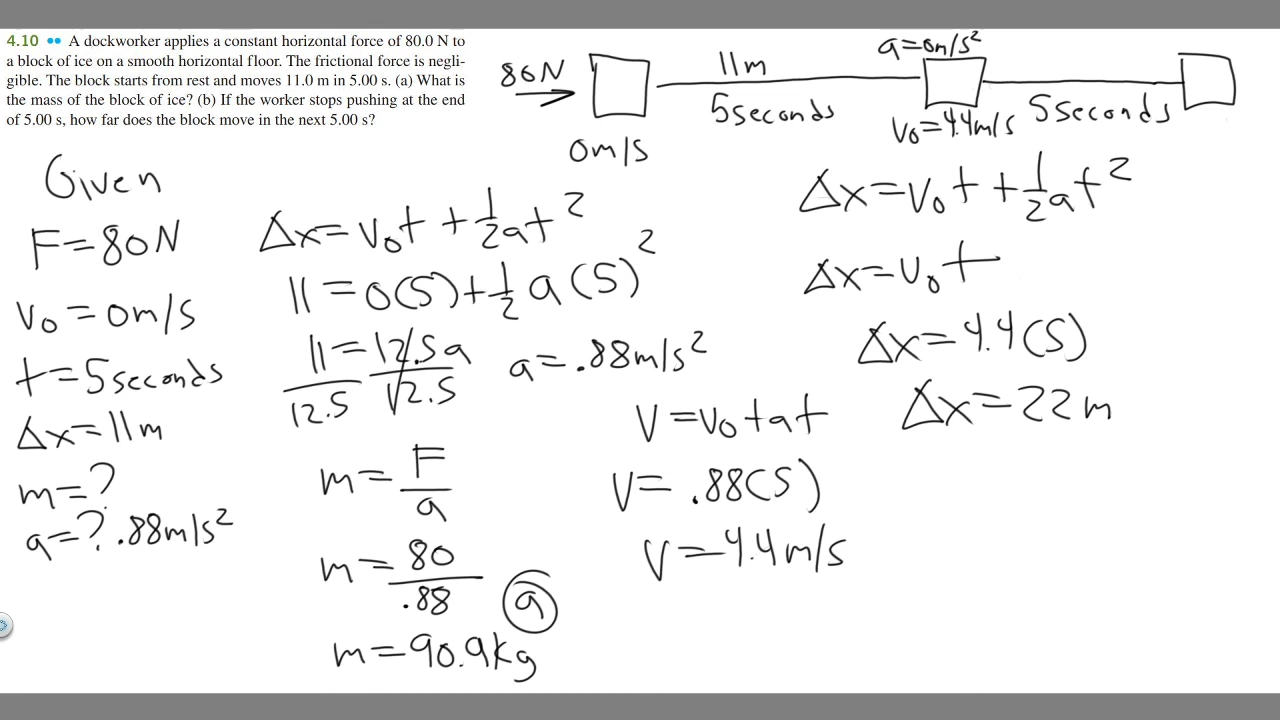 4.10 •• A dockworker applies a constant horizontal force of 80.0 N to
a block of ice on a smooth horizontal floor. The frictional force is negli-
gible. The block starts from rest and moves 11.0 m in 5.00 s. (a) What is
the mass of the block of ice? (b) If the worker stops pushing at the end
of 5.00 s, how far does the block move in the next 5.00 s?
80N
0m/s
11m
5seconds
a=0m/s²
V₀=4.4m/s
5seconds
Given
F=80N
V₀=0m/s
t=5seconds
Δx=11m
m=?
a=? .88m/s²
Δx=V₀t+½at²
11=0(5)+½a(5)²
11=12.5a
12.5 12.5
a=.88m/s²
m=F/a
m=80/.88
a
m=90.9kg
V=V₀+at
V=.88(5)
V=4.4m/s
Δx=V₀t+½at²
Δx=V₀t
Δx=4.4(5)
Δx=22m